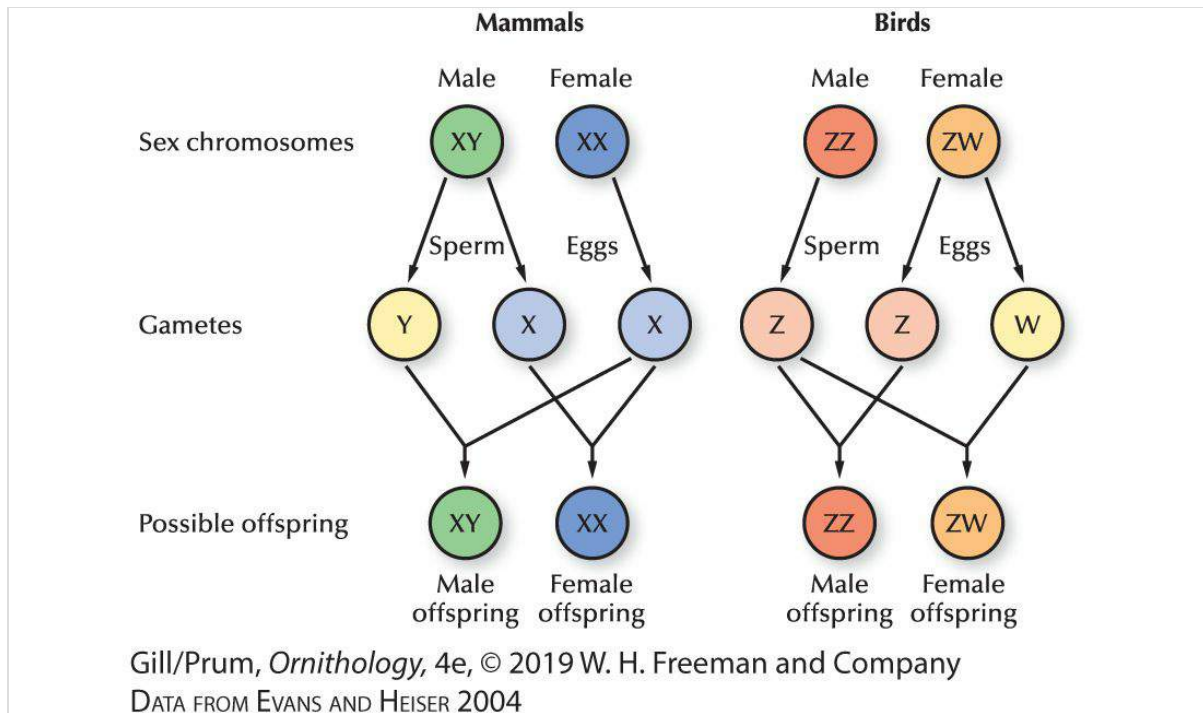 Mammals Birds
Male Female Male Female
Sex chromosomes XY XX ZZ ZW
Sperm Eggs Sperm Eggs
Gametes Y X X Z Z W
Possible offspring XY XX ZZ ZW
Male Female Male Female
offspring offspring offspring offspring
Gill/Prum, Ornithology, 4e, © 2019 W. H. Freeman and Company
DATA FROM EVANS AND HEISER 2004